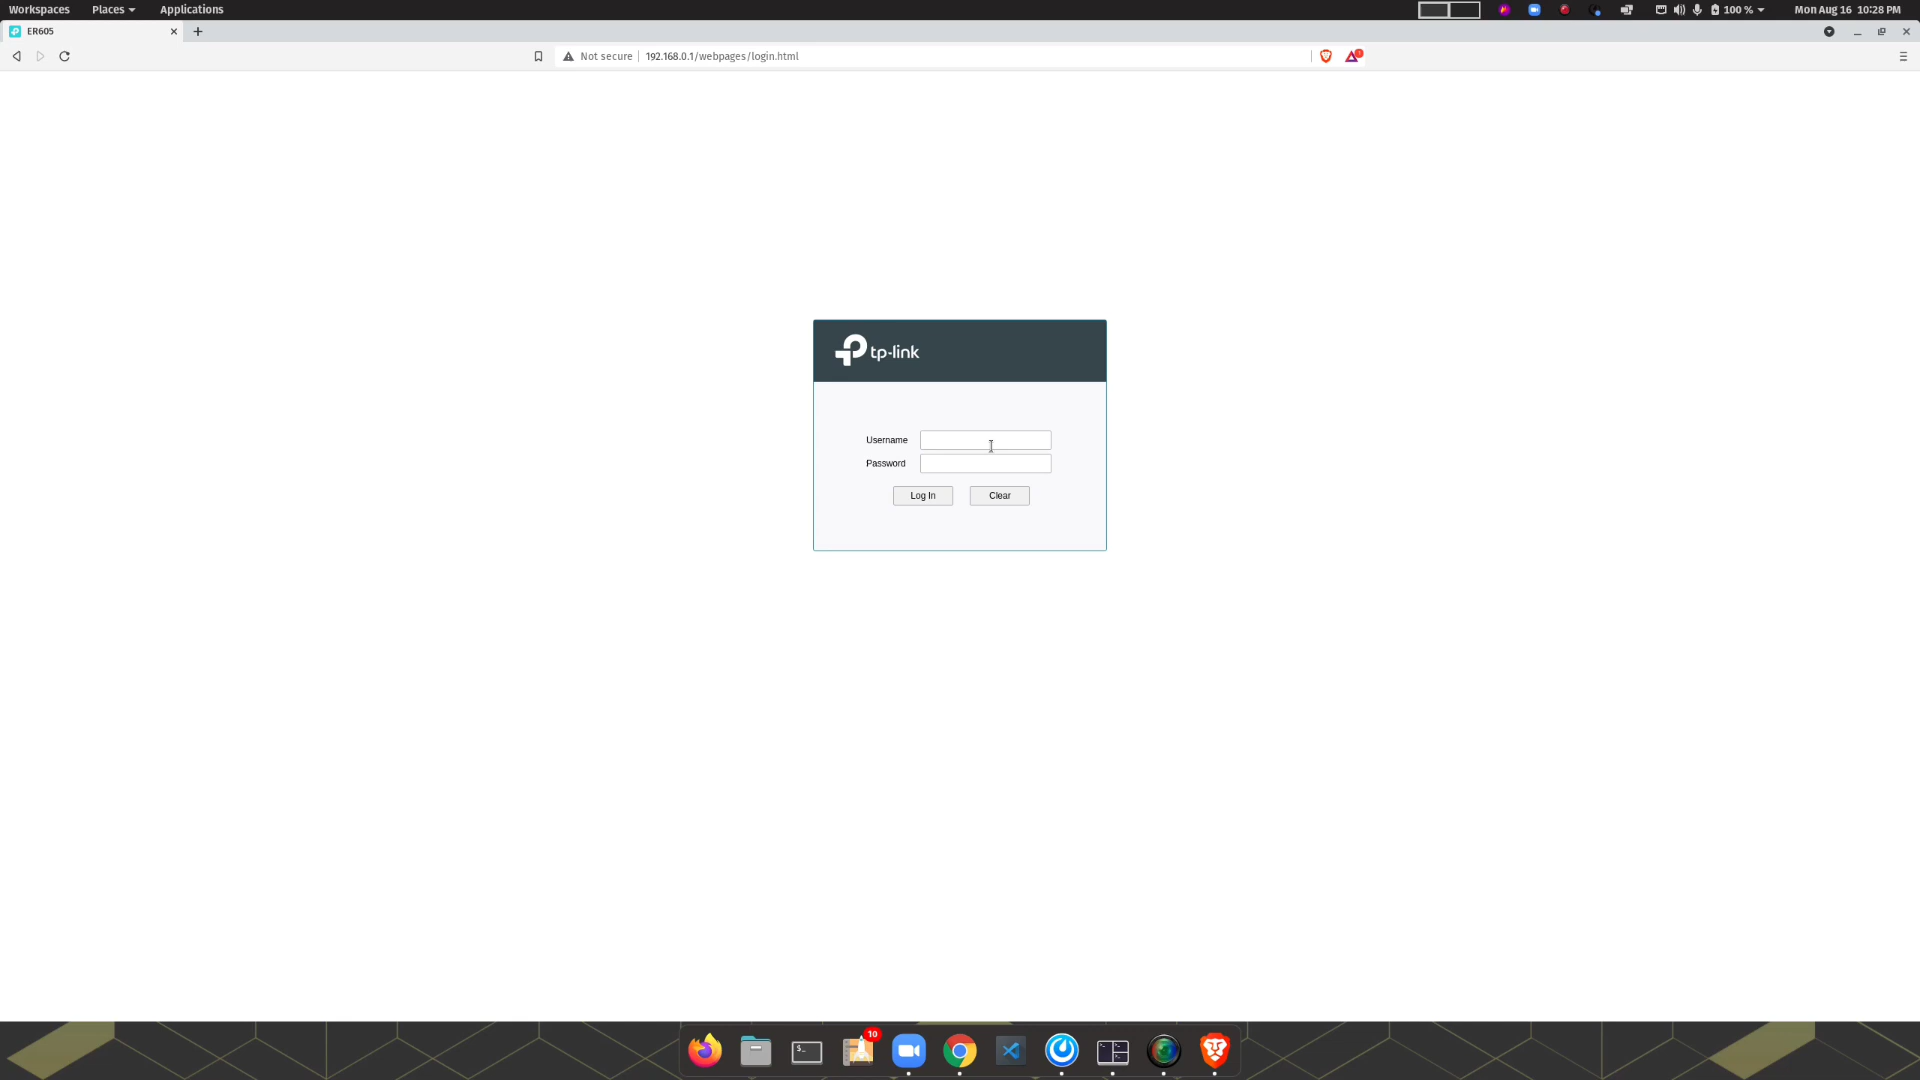 Workspaces Places Applications 100 % Mon Aug 16 10:28 PM
ER605
Not secure 192.168.0.1/webpages/login.html
tp-link
Username
Password
Log In Clear
10